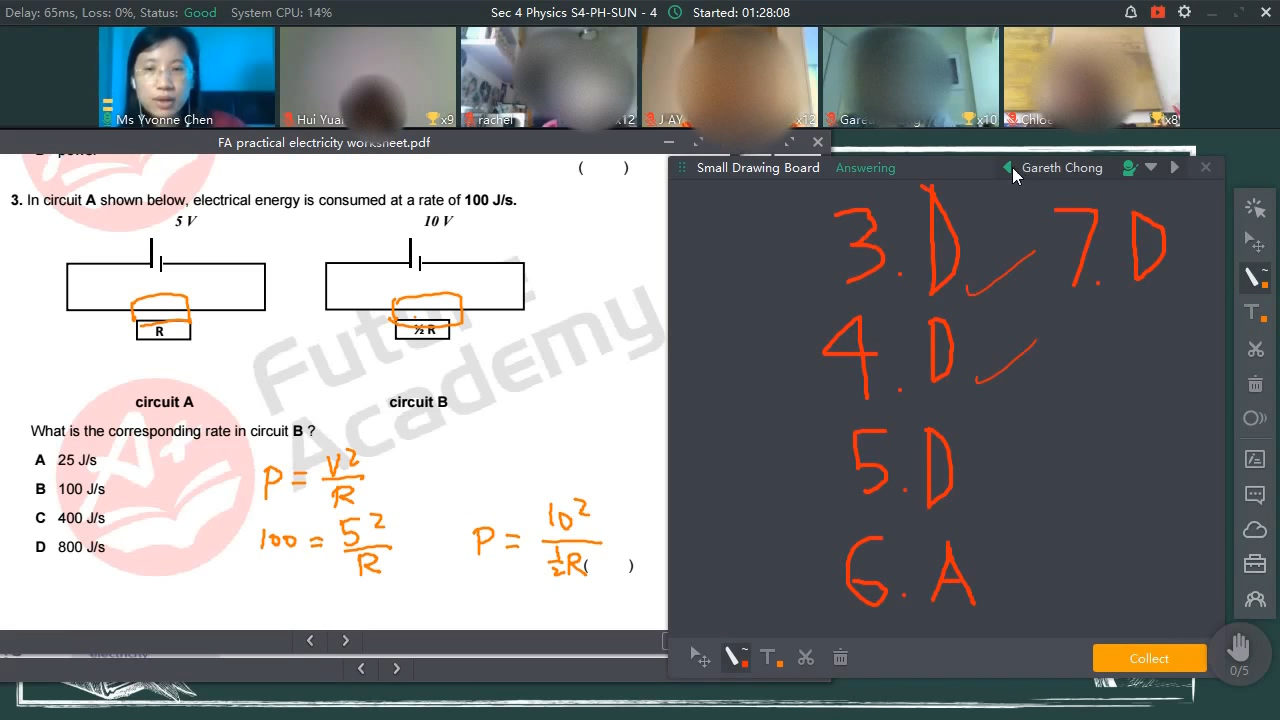 Delay: 65ms, Loss: 0%, Status: Good System CPU: 14%
Sec 4 Physics S4-PH-SUN - 4 Started: 01:28:08
Ms Yvonne Chen
Hui Yuan x9
rachel x12
J AY x12
x10
Chloe x8
FA practical electricity worksheet.pdf
( )
3. In circuit A shown below, electrical energy is consumed at a rate of 100 J/s.
5 V 10 V
R ½ R
circuit A circuit B
What is the corresponding rate in circuit B ?
A 25 J/s
B 100 J/s
C 400 J/s
D 800 J/s
( )
P = V²/R
100 = 5²/R
P = 10²/½R
Future Academy
A+
Small Drawing Board Answering Gareth Chong
3. D ✓ 7. D
4. D ✓
5. D
6. A
Collect
0/5
electricity